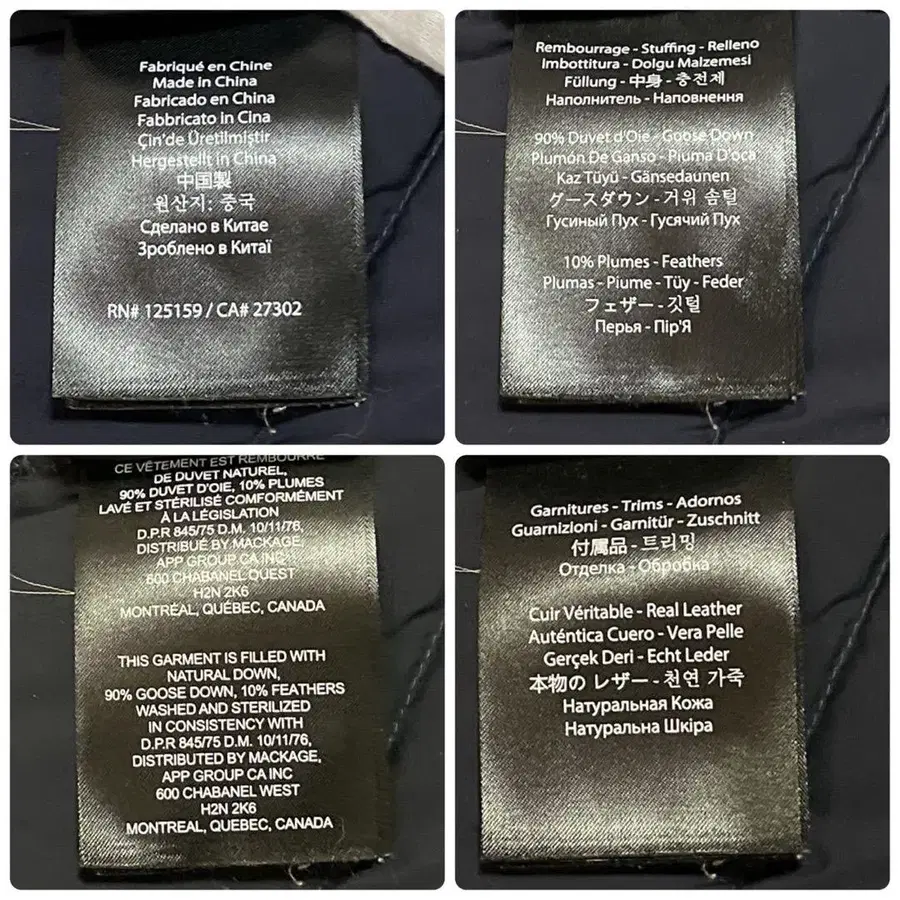 Fabriqué en Chine
Made in China
Fabricado en China
Fabbricato in Cina
Çin'de Üretilmiştir
Hergestellt in China
中国製
원산지: 중국
Сделано в Китае
Зроблено в Китаї
RN# 125159 / CA# 27302
Rembourrage - Stuffing - Relleno
Imbottitura - Dolgu Malzemesi
Füllung - 中身 - 충전제
Наполнитель - Наповнення
90% Duvet d'Oie - Goose Down
Plumón De Ganso - Piuma D'oca
Kaz Tüyü - Gänsedaunen
グースダウン - 거위 솜털
Гусиный Пух - Гусячий Пух
10% Plumes - Feathers
Plumas - Piume - Tüy - Feder
フェザー - 깃털
Перья - Пір'Я
CE VÊTEMENT EST REMBOURRÉ
DE DUVET NATUREL,
90% DUVET D'OIE, 10% PLUMES
LAVÉ ET STÉRILISÉ COMFORMÉMENT
À LA LÉGISLATION
D.P.R 845/75 D.M. 10/11/76,
DISTRIBUÉ BY MACKAGE,
APP GROUP CA INC
600 CHABANEL OUEST
H2N 2K6
MONTRÉAL, QUÉBEC, CANADA
THIS GARMENT IS FILLED WITH
NATURAL DOWN,
90% GOOSE DOWN, 10% FEATHERS
WASHED AND STERILIZED
IN CONSISTENCY WITH
D.P.R 845/75 D.M. 10/11/76,
DISTRIBUTED BY MACKAGE,
APP GROUP CA INC
600 CHABANEL WEST
H2N 2K6
MONTREAL, QUEBEC, CANADA
Garnitures - Trims - Adornos
Guarnizioni - Garnitür - Zuschnitt
付属品 - 트리밍
Отделка - Обробка
Cuir Véritable - Real Leather
Auténtica Cuero - Vera Pelle
Gerçek Deri - Echt Leder
本物の レザー - 천연 가죽
Натуральная Кожа
Натуральна Шкіра